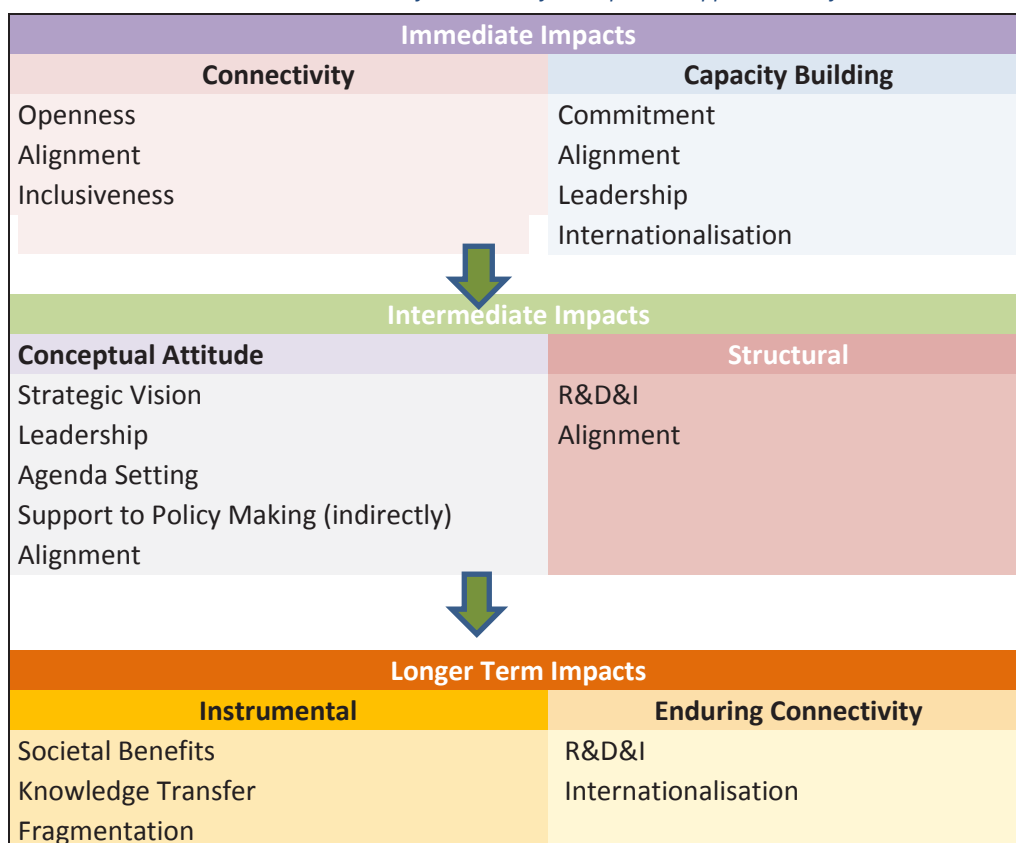 Immediate Impacts
Connectivity
Openness
Alignment
Inclusiveness
Capacity Building
Commitment
Alignment
Leadership
Internationalisation
Intermediate Impacts
Conceptual Attitude
Strategic Vision
Leadership
Agenda Setting
Support to Policy Making (indirectly)
Alignment
Structural
R&D&I
Alignment
Longer Term Impacts
Instrumental
Societal Benefits
Knowledge Transfer
Fragmentation
Enduring Connectivity
R&D&I
Internationalisation